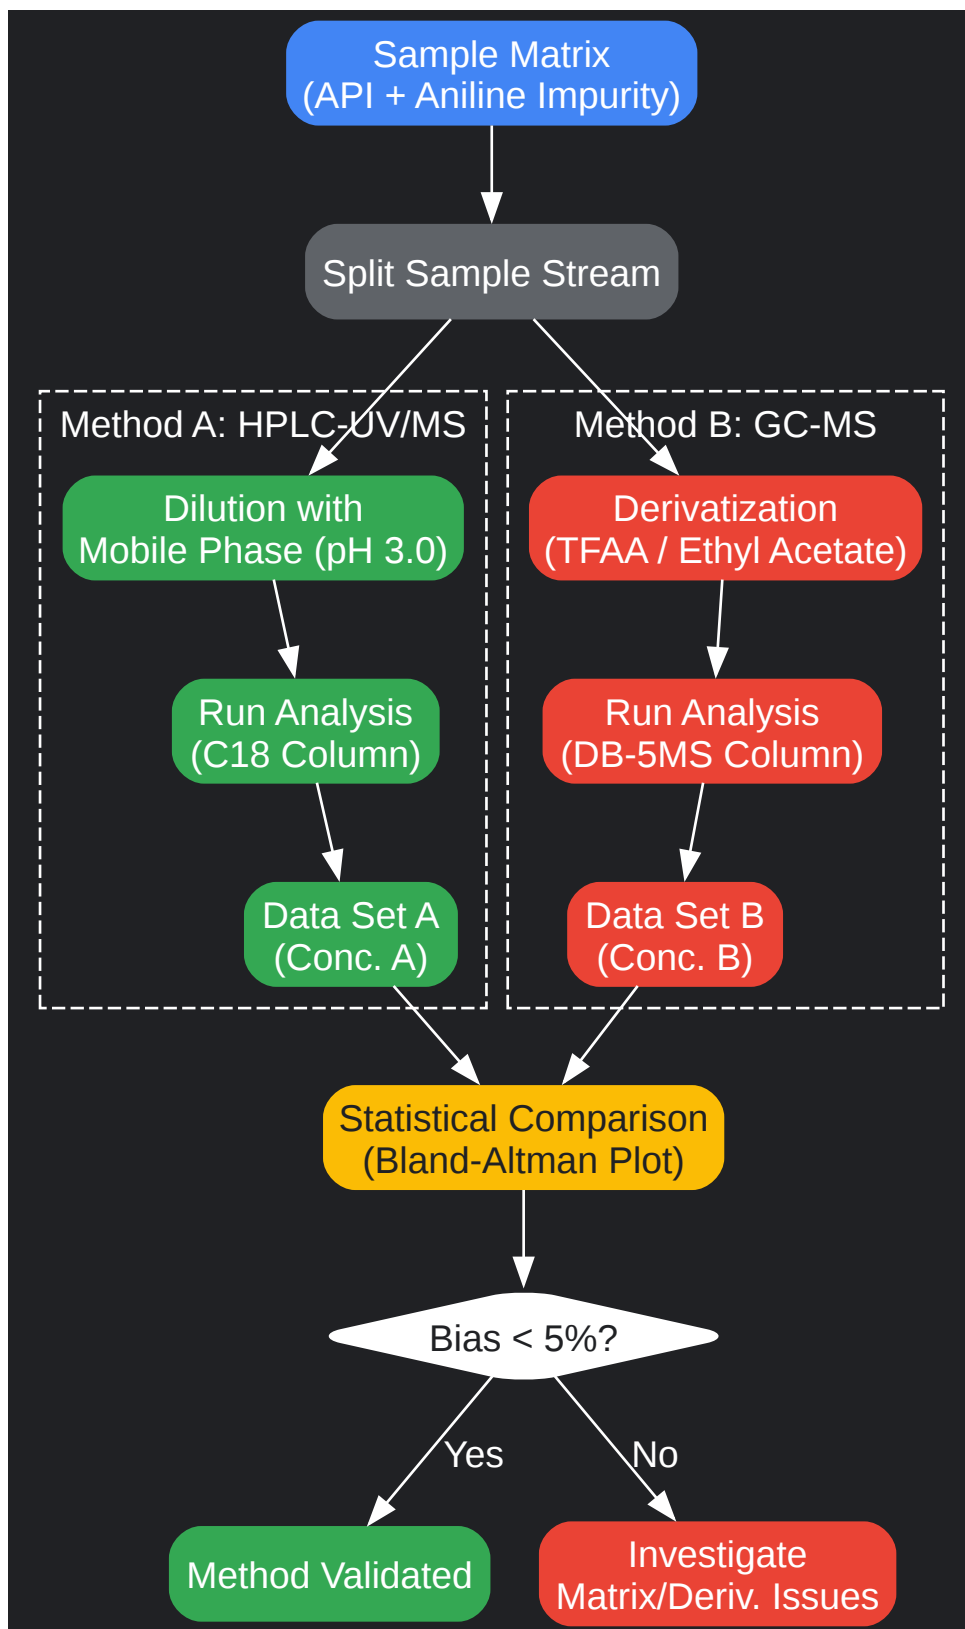 Sample Matrix
(API + Aniline Impurity)
Split Sample Stream
Method A: HPLC-UV/MS
Dilution with
Mobile Phase (pH 3.0)
Run Analysis
(C18 Column)
Data Set A
(Conc. A)
Method B: GC-MS
Derivatization
(TFAA / Ethyl Acetate)
Run Analysis
(DB-5MS Column)
Data Set B
(Conc. B)
Statistical Comparison
(Bland-Altman Plot)
Bias < 5%?
Yes
No
Method Validated
Investigate
Matrix/Deriv. Issues